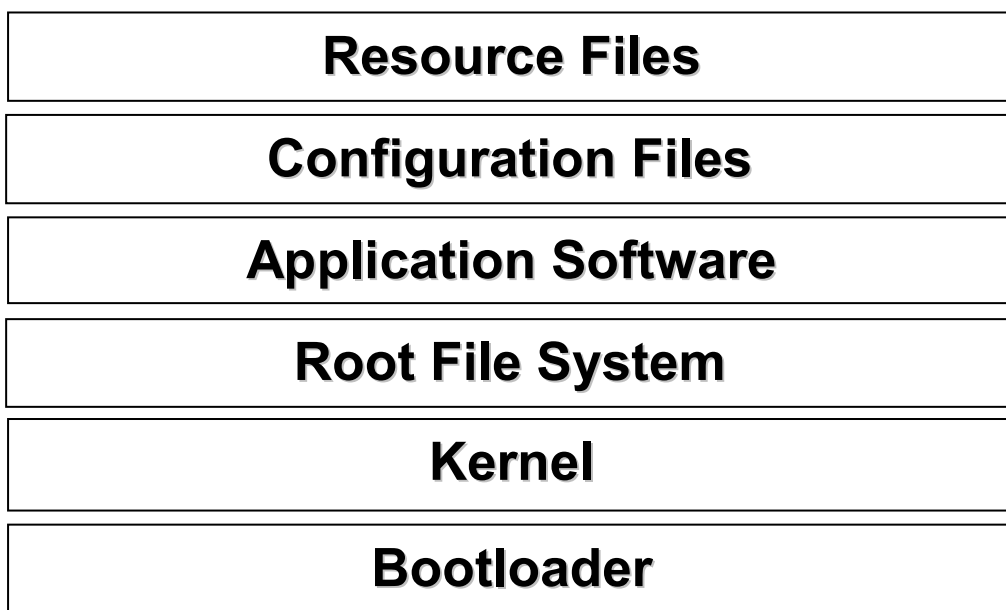 Resource Files
Configuration Files
Application Software
Root File System
Kernel
Bootloader